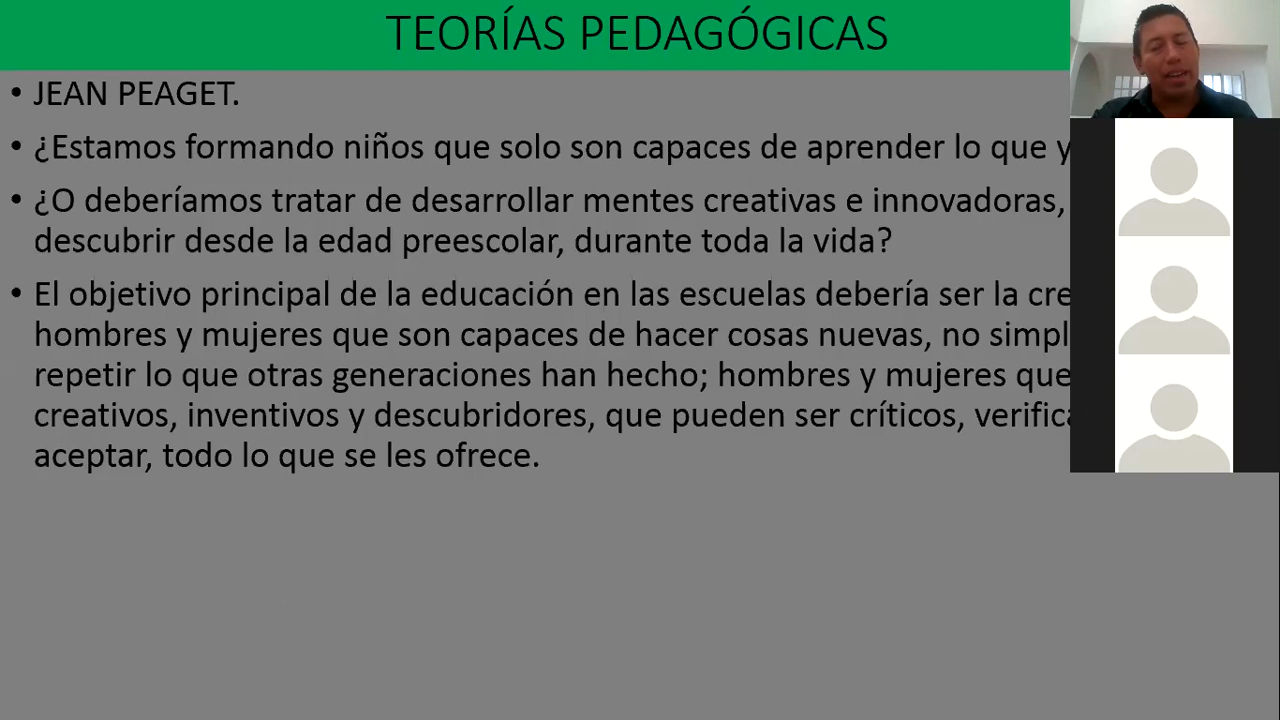 TEORÍAS PEDAGÓGICAS
• JEAN PEAGET.
• ¿Estamos formando niños que solo son capaces de aprender lo que y
• ¿O deberíamos tratar de desarrollar mentes creativas e innovadoras,
descubrir desde la edad preescolar, durante toda la vida?
• El objetivo principal de la educación en las escuelas debería ser la cre
hombres y mujeres que son capaces de hacer cosas nuevas, no simpl
repetir lo que otras generaciones han hecho; hombres y mujeres que
creativos, inventivos y descubridores, que pueden ser críticos, verifica
aceptar, todo lo que se les ofrece.